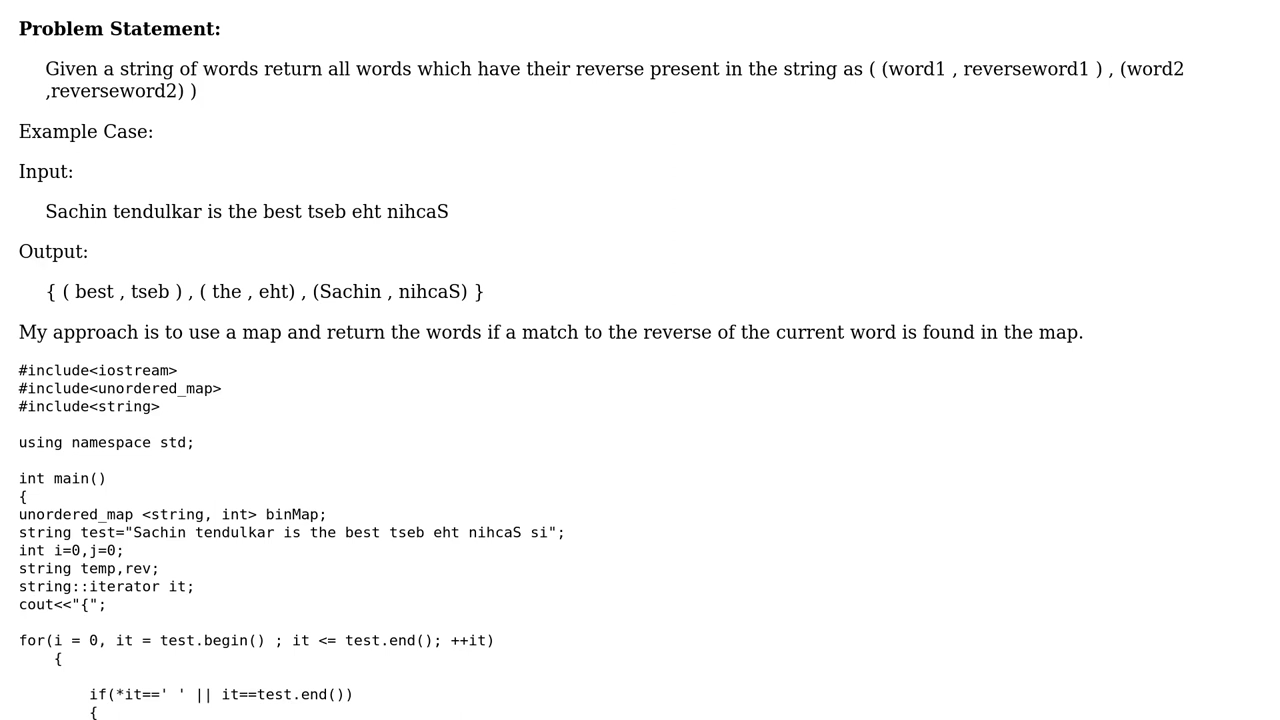 Problem Statement:
Given a string of words return all words which have their reverse present in the string as ( (word1 , reverseword1 ) , (word2
,reverseword2) )
Example Case:
Input:
Sachin tendulkar is the best tseb eht nihcaS
Output:
{ ( best , tseb ) , ( the , eht) , (Sachin , nihcaS) }
My approach is to use a map and return the words if a match to the reverse of the current word is found in the map.
#include<iostream>
#include<unordered_map>
#include<string>
using namespace std;
int main()
{
unordered_map <string, int> binMap;
string test="Sachin tendulkar is the best tseb eht nihcaS si";
int i=0,j=0;
string temp,rev;
string::iterator it;
cout<<"{";
for(i = 0, it = test.begin() ; it <= test.end(); ++it)
{
if(*it==' ' || it==test.end())
{